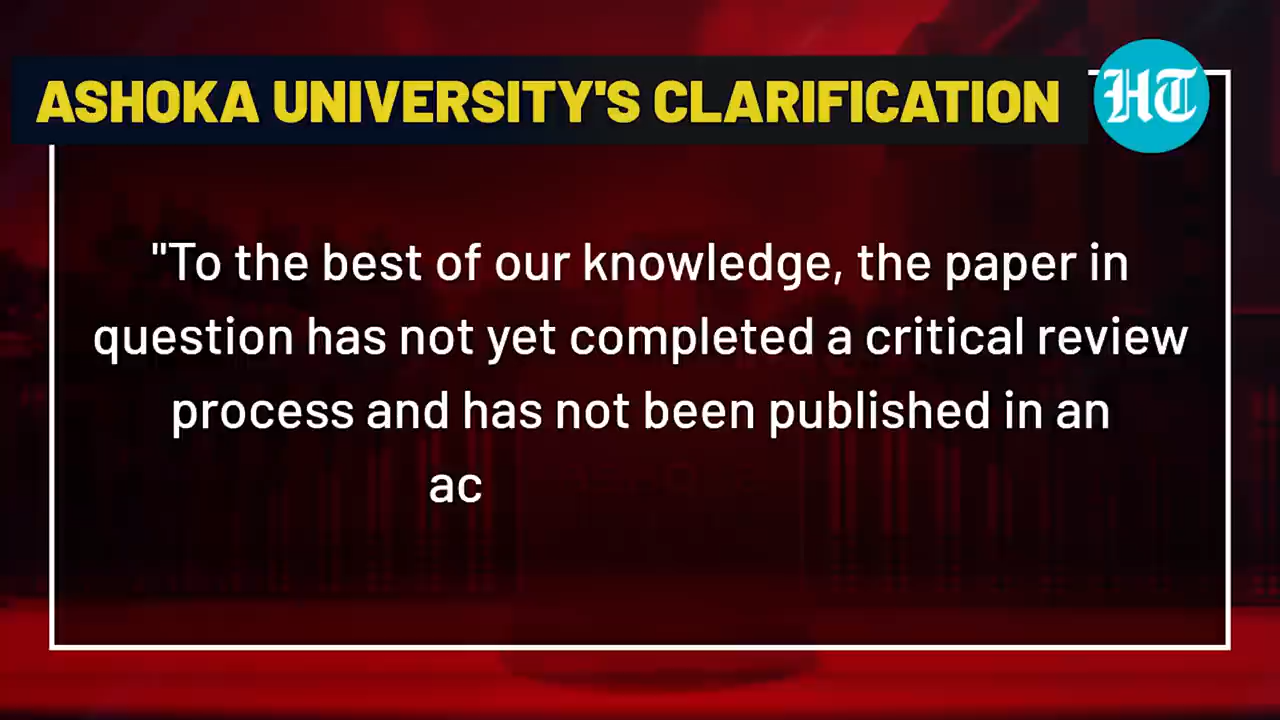 ASHOKA UNIVERSITY'S CLARIFICATION
HT
"To the best of our knowledge, the paper in
question has not yet completed a critical review
process and has not been published in an
ac